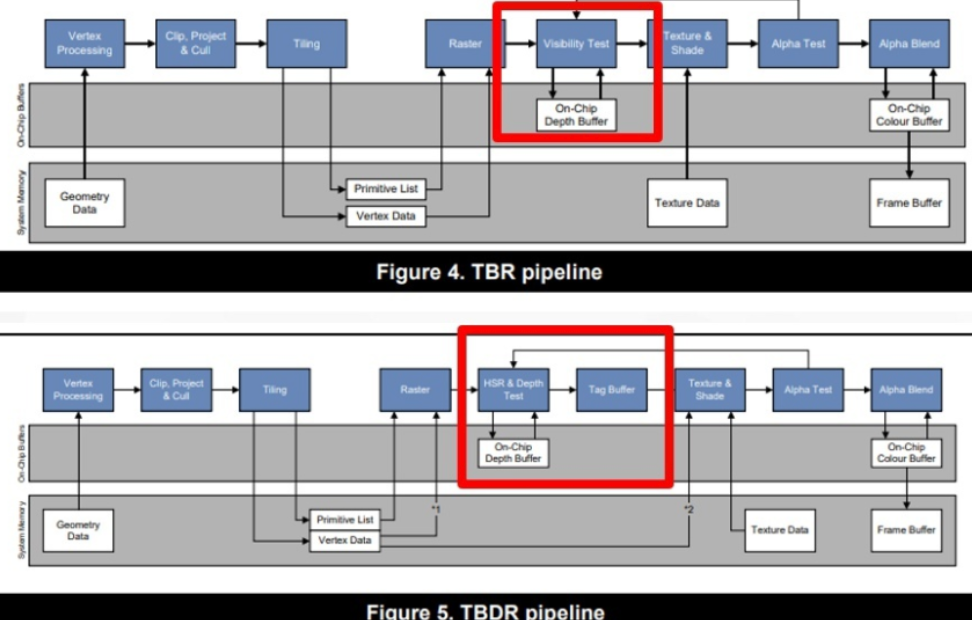 Vertex
Processing
Clip, Project
& Cull
Tiling
Raster
Visibility Test
Texture &
Shade
Alpha Test
Alpha Blend
On-Chip Buffers
On-Chip
Depth Buffer
On-Chip
Colour Buffer
System Memory
Geometry
Data
Primitive List
Vertex Data
Texture Data
Frame Buffer
Figure 4. TBR pipeline
Vertex
Processing
Clip, Project
& Cull
Tiling
Raster
HSR & Depth
Test
Tag Buffer
Texture &
Shade
Alpha Test
Alpha Blend
On-Chip Buffers
On-Chip
Depth Buffer
On-Chip
Colour Buffer
System Memory
Geometry
Data
Primitive List
Vertex Data
*1
*2
Texture Data
Frame Buffer
Figure 5. TBDR pipeline